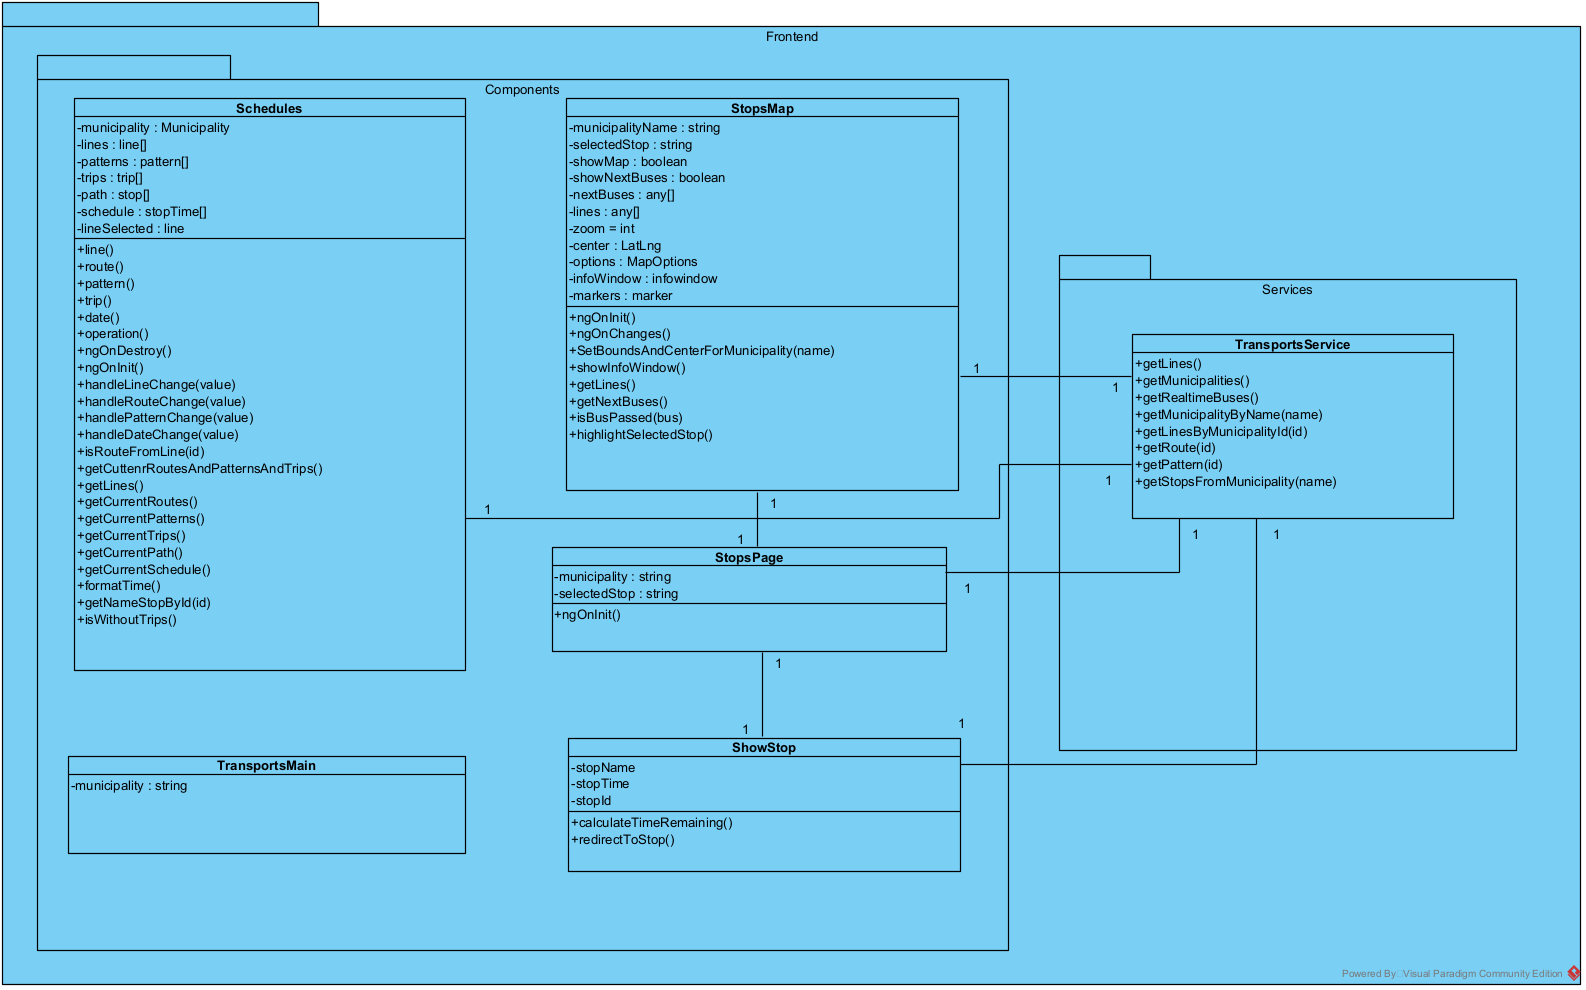 Frontend
Components
Schedules
-municipality : Municipality
-lines : line[]
-patterns : pattern[]
-trips : trip[]
-path : stop[]
-schedule : stopTime[]
-lineSelected : line
+line()
+route()
+pattern()
+trip()
+date()
+operation()
+ngOnDestroy()
+ngOnInit()
+handleLineChange(value)
+handleRouteChange(value)
+handlePatternChange(value)
+handleDateChange(value)
+isRouteFromLine(id)
+getCuttenrRoutesAndPatternsAndTrips()
+getLines()
+getCurrentRoutes()
+getCurrentPatterns()
+getCurrentTrips()
+getCurrentPath()
+getCurrentSchedule()
+formatTime()
+getNameStopById(id)
+isWithoutTrips()
StopsMap
-municipalityName : string
-selectedStop : string
-showMap : boolean
-showNextBuses : boolean
-nextBuses : any[]
-lines : any[]
-zoom = int
-center : LatLng
-options : MapOptions
-infoWindow : infowindow
-markers : marker
+ngOnInit()
+ngOnChanges()
+SetBoundsAndCenterForMunicipality(name)
+showInfoWindow()
+getLines()
+getNextBuses()
+isBusPassed(bus)
+highlightSelectedStop()
Services
TransportsService
+getLines()
+getMunicipalities()
+getRealtimeBuses()
+getMunicipalityByName(name)
+getLinesByMunicipalityId(id)
+getRoute(id)
+getPattern(id)
+getStopsFromMunicipality(name)
1
1
1
1
1
1
1
1
1
StopsPage
-municipality : string
-selectedStop : string
+ngOnInit()
1
1
1
ShowStop
-stopName
-stopTime
-stopId
+calculateTimeRemaining()
+redirectToStop()
TransportsMain
-municipality : string
Powered By Visual Paradigm Community Edition